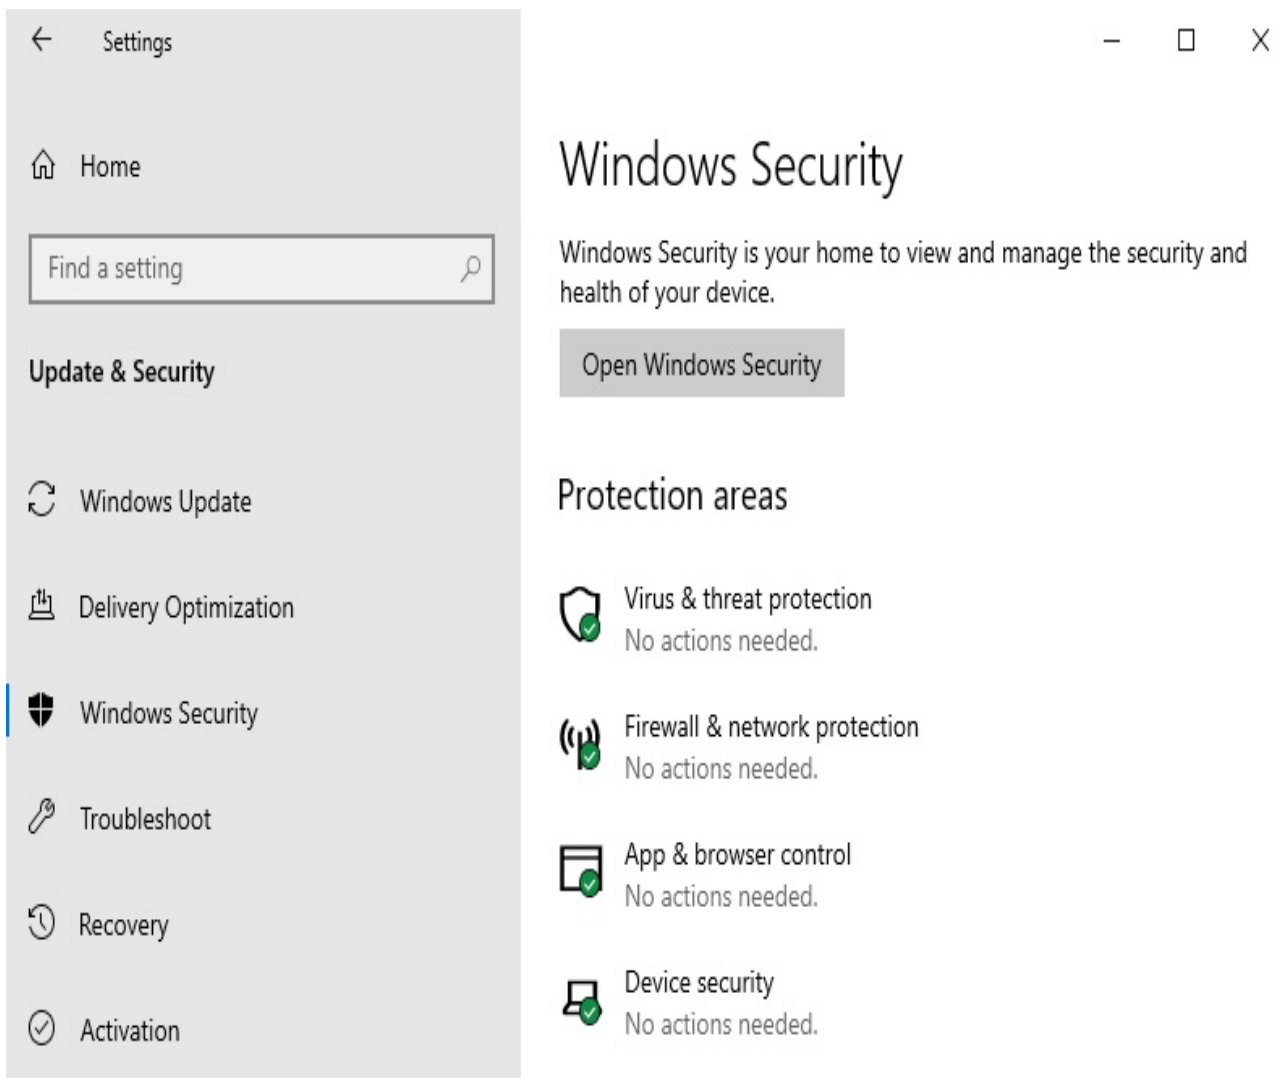 Settings
Home
Find a setting
Update & Security
Windows Update
Delivery Optimization
Windows Security
Troubleshoot
Recovery
Activation
Windows Security
Windows Security is your home to view and manage the security and
health of your device.
Open Windows Security
Protection areas
Virus & threat protection
No actions needed.
Firewall & network protection
No actions needed.
App & browser control
No actions needed.
Device security
No actions needed.